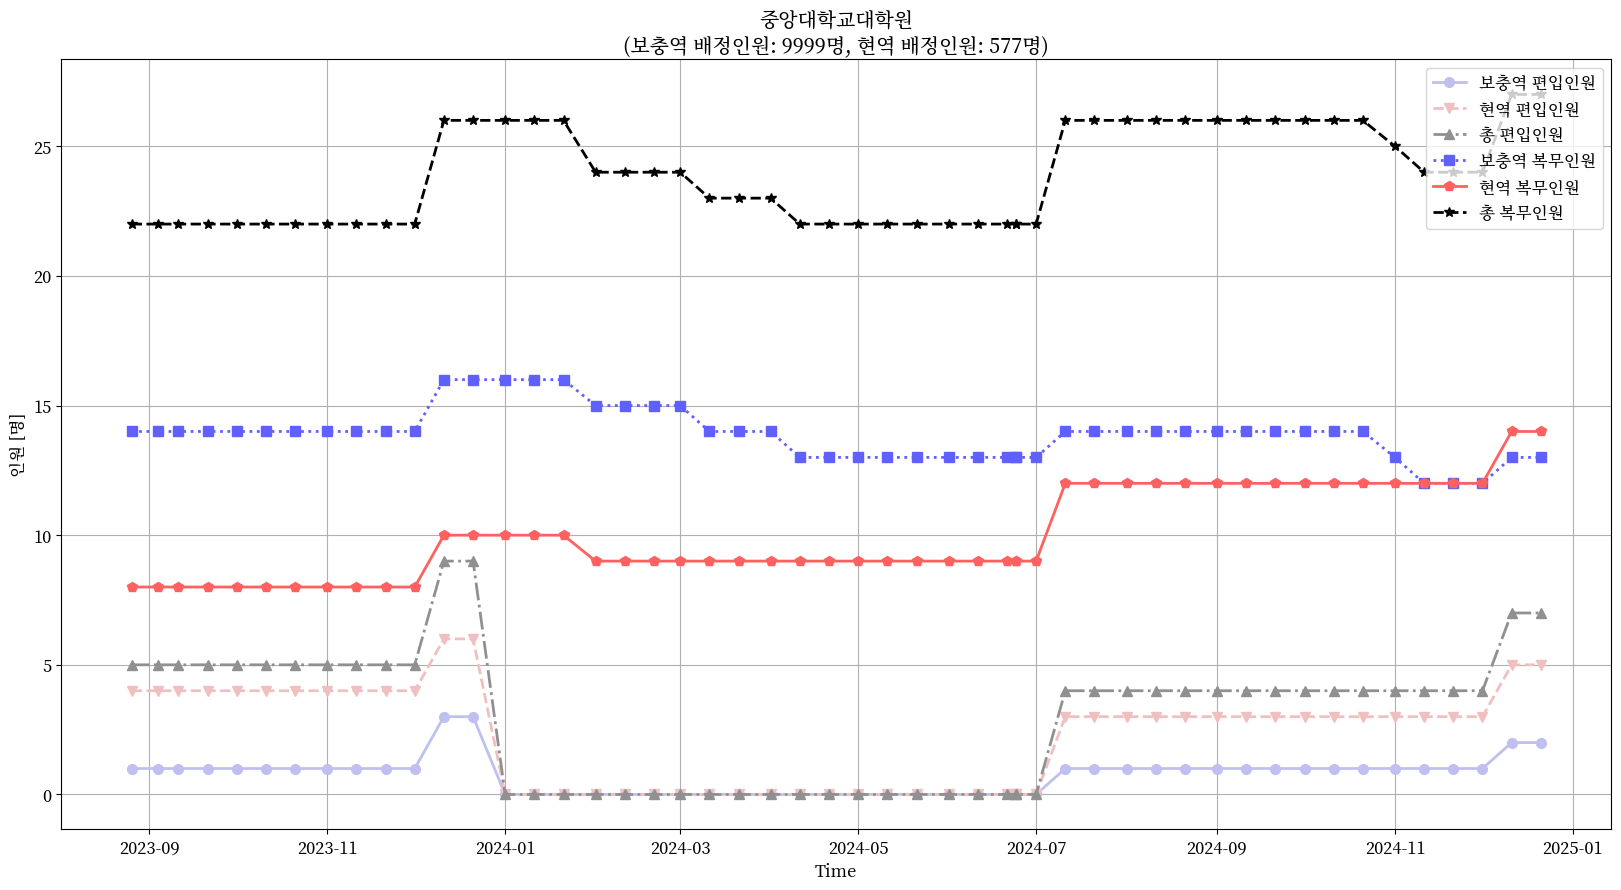 중앙대학교대학원
(보충역 배정인원: 9999명, 현역 배정인원: 577명)
보충역 편입인원
현역 편입인원
총 편입인원
보충역 복무인원
현역 복무인원
총 복무인원
인원 [명]
25
20
15
10
5
0
2023-09
2023-11
2024-01
2024-03
2024-05
2024-07
2024-09
2024-11
2025-01
Time